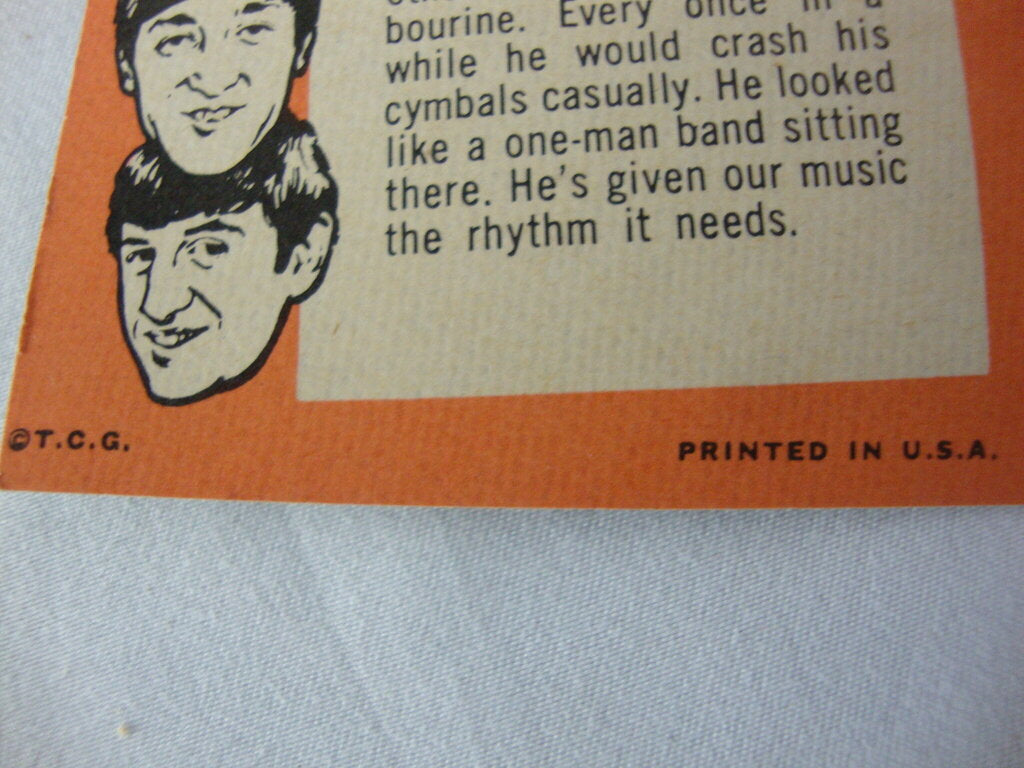 bourine. Every once in a
while he would crash his
cymbals casually. He looked
like a one-man band sitting
there. He's given our music
the rhythm it needs.
©T.C.G.
PRINTED IN U.S.A.